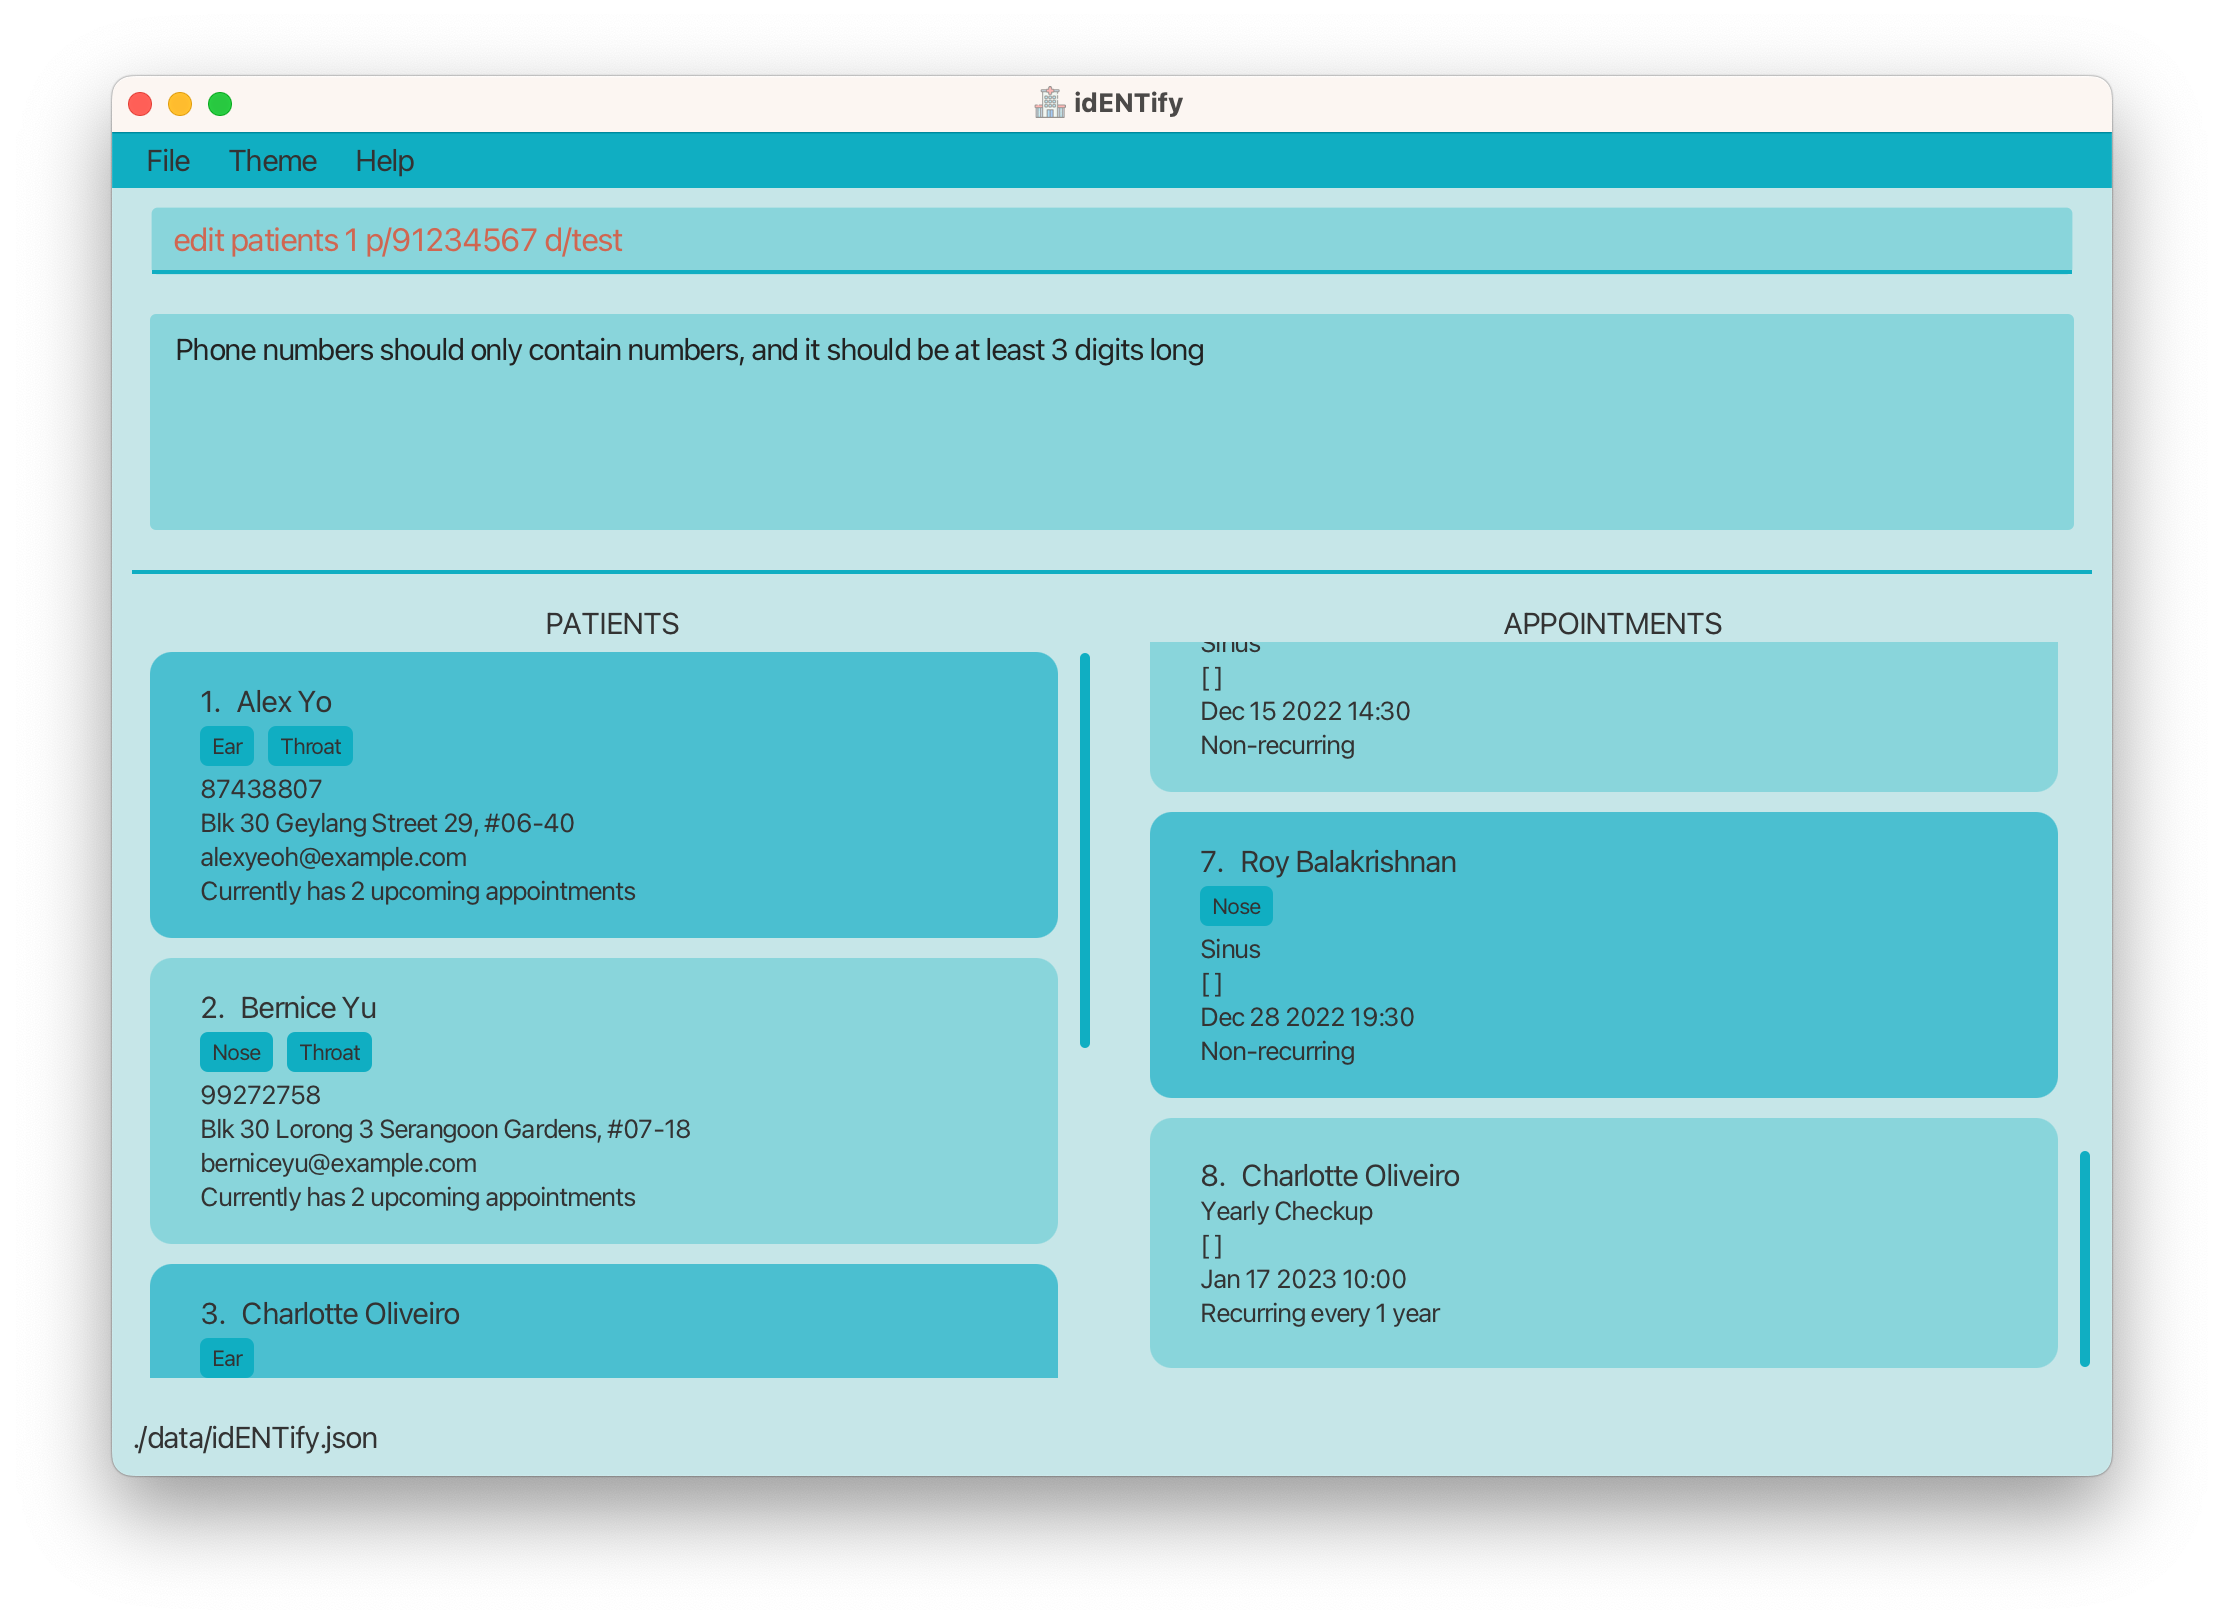 idENTify
File Theme Help
edit patients 1 p/91234567 d/test
Phone numbers should only contain numbers, and it should be at least 3 digits long
PATIENTS
1. Alex Yo
Ear Throat
87438807
Blk 30 Geylang Street 29, #06-40
alexyeoh@example.com
Currently has 2 upcoming appointments
2. Bernice Yu
Nose Throat
99272758
Blk 30 Lorong 3 Serangoon Gardens, #07-18
berniceyu@example.com
Currently has 2 upcoming appointments
3. Charlotte Oliveiro
Ear
APPOINTMENTS
Sinus
[ ]
Dec 15 2022 14:30
Non-recurring
7. Roy Balakrishnan
Nose
Sinus
[ ]
Dec 28 2022 19:30
Non-recurring
8. Charlotte Oliveiro
Yearly Checkup
[ ]
Jan 17 2023 10:00
Recurring every 1 year
./data/idENTify.json